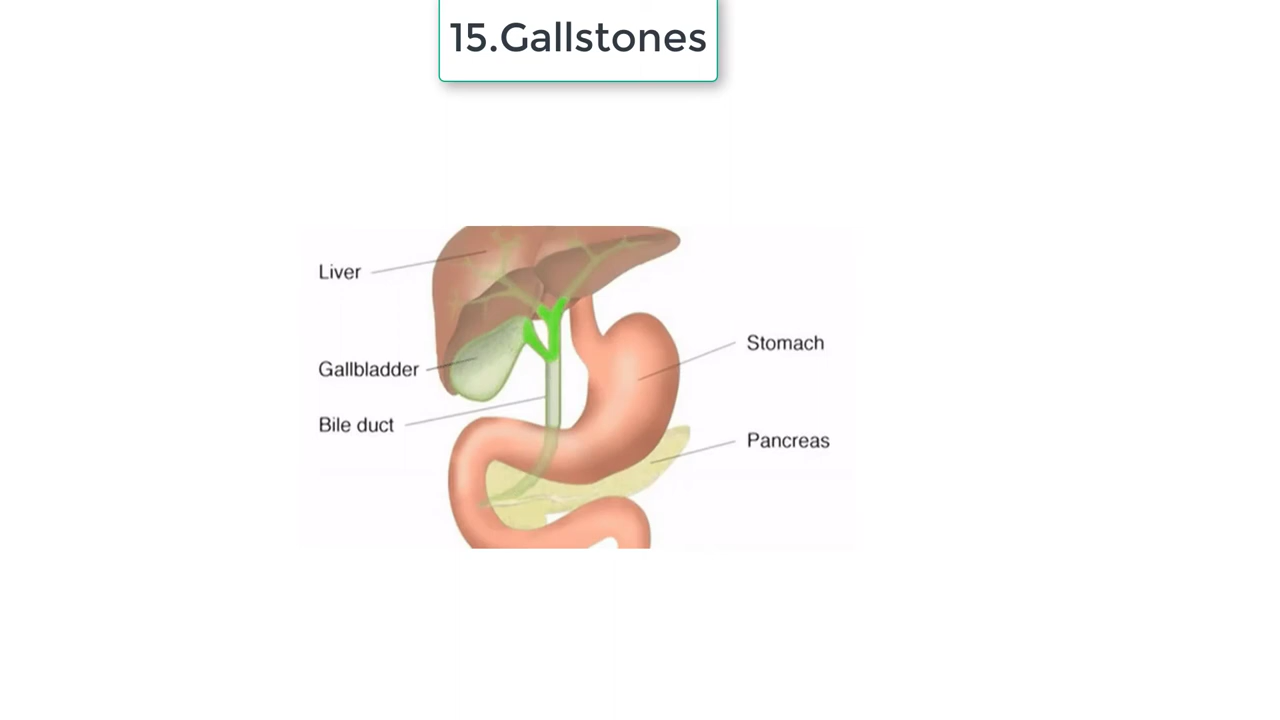 15.Gallstones
Liver
Gallbladder
Bile duct
Stomach
Pancreas